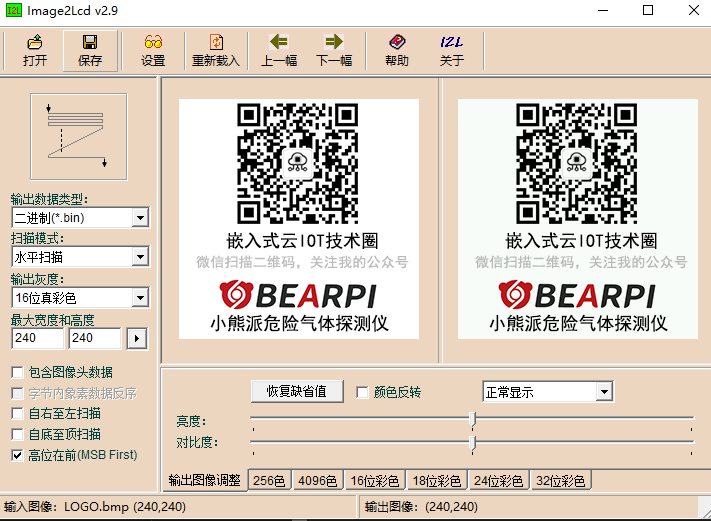 Image2Lcd v2.9
打开 保存 设置 重新载入 上一幅 下一幅 帮助 关于
输出数据类型:
二进制(*.bin)
扫描模式:
水平扫描
输出灰度:
16位真彩色
最大宽度和高度
240 240
包含图像头数据
字节内象素数据反序
自右至左扫描
自底至顶扫描
高位在前(MSB First)
嵌入式云IOT技术圈
微信扫描二维码，关注我的公众号
BEARPI
小熊派危险气体探测仪
嵌入式云IOT技术圈
微信扫描二维码，关注我的公众号
BEARPI
小熊派危险气体探测仪
恢复缺省值 颜色反转 正常显示
亮度:
对比度:
输出图像调整 256色 4096色 16位彩色 18位彩色 24位彩色 32位彩色
输入图像: LOGO.bmp (240,240) 输出图像: (240,240)